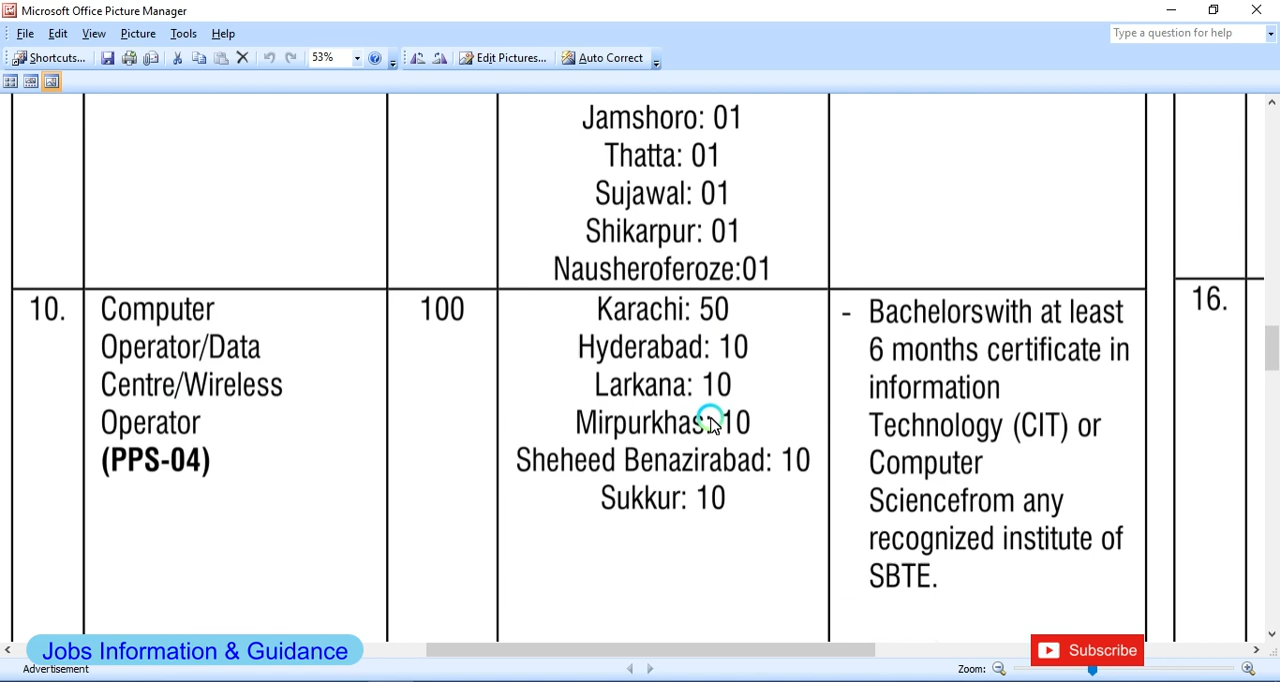 Microsoft Office Picture Manager
File Edit View Picture Tools Help
Type a question for help
Shortcuts... 53% Edit Pictures... Auto Correct
Jamshoro: 01
Thatta: 01
Sujawal: 01
Shikarpur: 01
Nausheroferoze:01
10. Computer Operator/Data Centre/Wireless Operator (PPS-04)
100
Karachi: 50
Hyderabad: 10
Larkana: 10
Mirpurkhas: 10
Sheheed Benazirabad: 10
Sukkur: 10
- Bachelorswith at least
6 months certificate in
information
Technology (CIT) or
Computer
Sciencefrom any
recognized institute of
SBTE.
16.
Jobs Information & Guidance
Subscribe
Advertisement
Zoom: